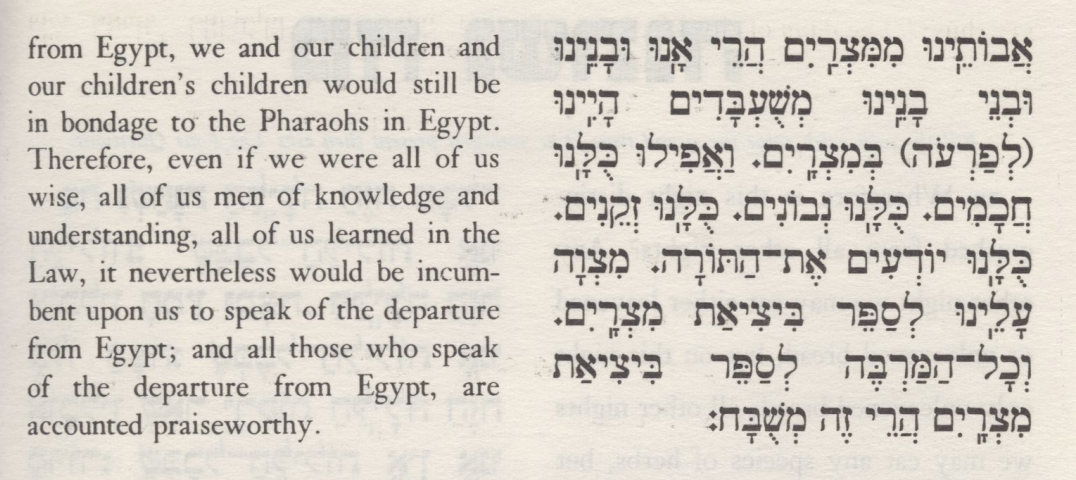 from Egypt, we and our children and
our children's children would still be
in bondage to the Pharaohs in Egypt.
Therefore, even if we were all of us
wise, all of us men of knowledge and
understanding, all of us learned in the
Law, it nevertheless would be incum-
bent upon us to speak of the departure
from Egypt; and all those who speak
of the departure from Egypt, are
accounted praiseworthy.
אֲבוֹתֵֽינוּ מִמִּצְרַֽיִם הֲרֵי אָֽנוּ וּבָנֵֽינוּ
וּבְנֵי בָנֵֽינוּ מְשֻׁעְבָּדִים הָיִֽינוּ
(לְפַרְעֹה) בְּמִצְרָֽיִם. וַאֲפִילוּ כֻּלָּֽנוּ
חֲכָמִים. כֻּלָּֽנוּ נְבוֹנִים. כֻּלָּֽנוּ זְקֵנִים.
כֻּלָּֽנוּ יוֹדְעִים אֶת־הַתּוֹרָה. מִצְוָה
עָלֵֽינוּ לְסַפֵּר בִּיצִיאַת מִצְרָֽיִם.
וְכָל־הַמַּרְבֶּה לְסַפֵּר בִּיצִיאַת
מִצְרַֽיִם הֲרֵי זֶה מְשֻׁבָּח: